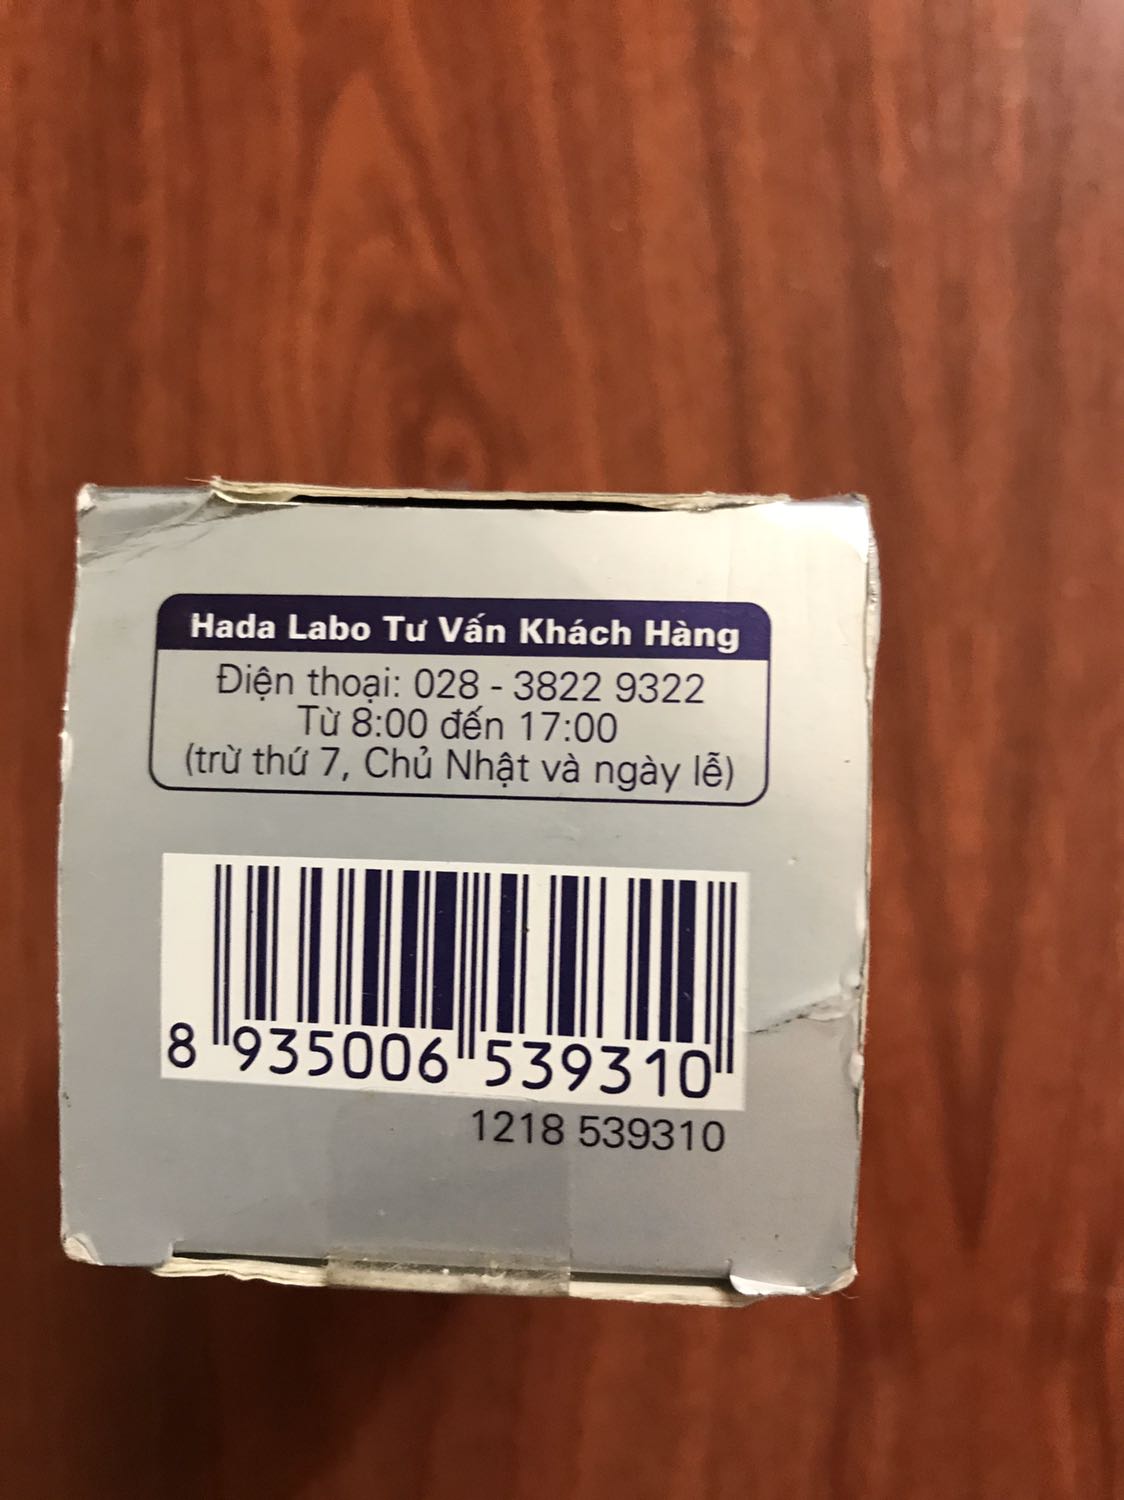 Hada Labo Tư Vấn Khách Hàng
Điện thoại: 028 - 3822 9322
Từ 8:00 đến 17:00
(trừ thứ 7, Chủ Nhật và ngày lễ)
8 935006 539310
1218 539310